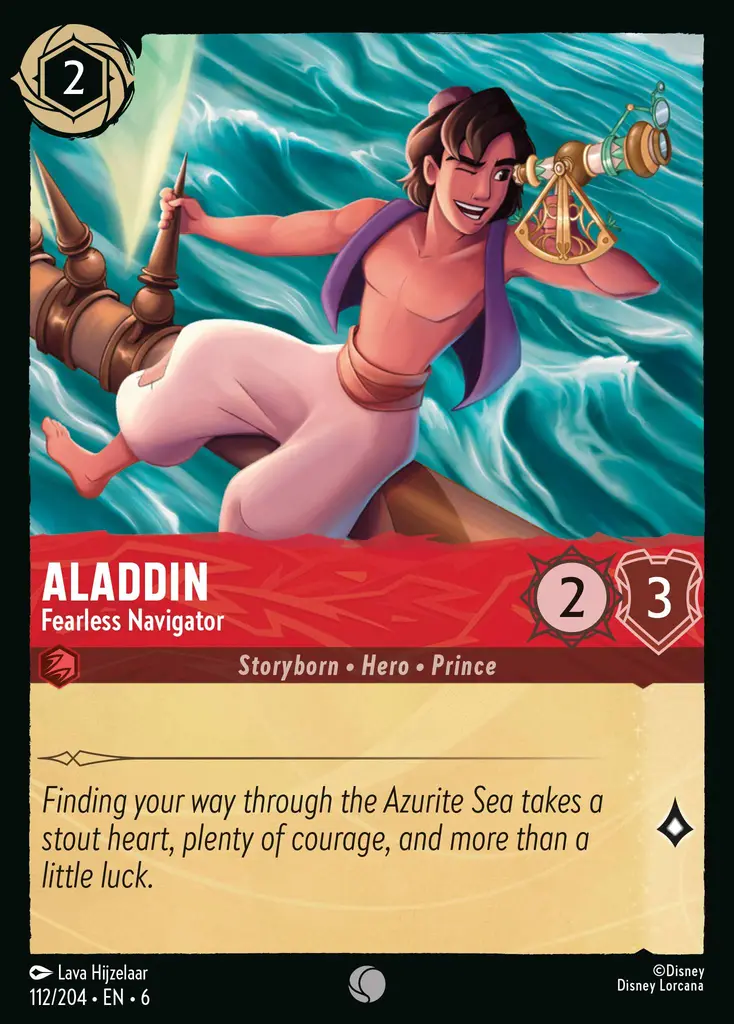 2
ALADDIN
Fearless Navigator
2
3
Storyborn • Hero • Prince
Finding your way through the Azurite Sea takes a
stout heart, plenty of courage, and more than a
little luck.
Lava Hijzelaar
112/204 • EN • 6
©Disney
Disney Lorcana